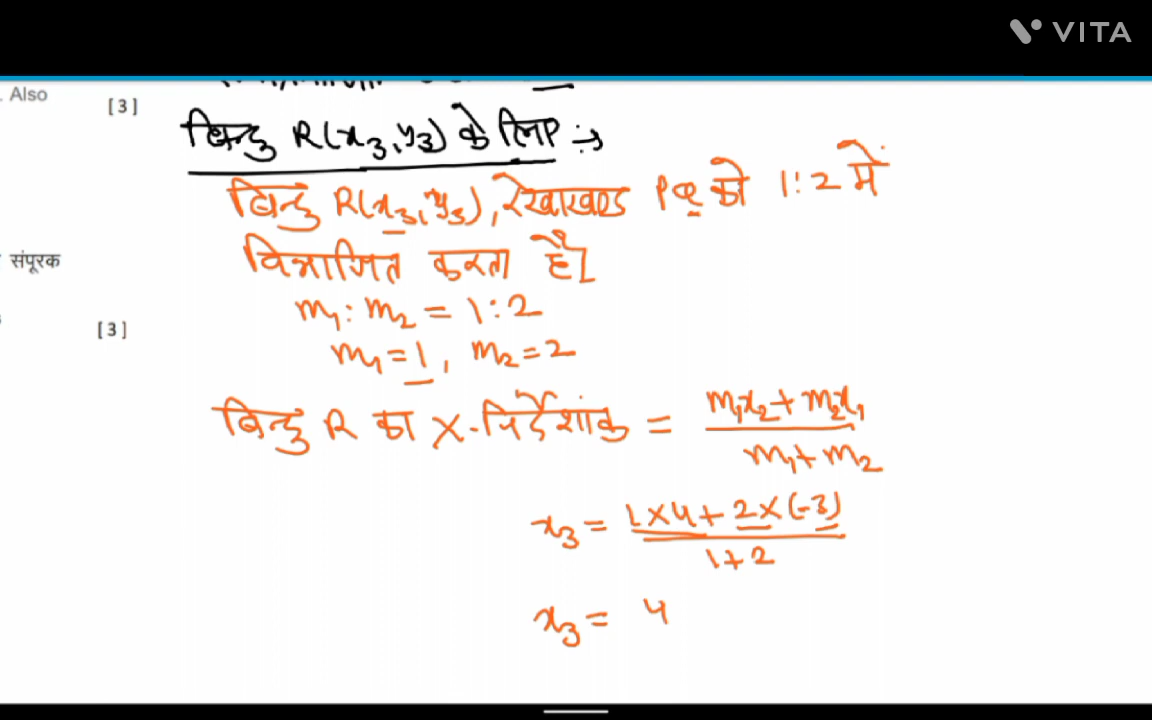 VITA
. Also
[3]
बिन्दु R(x₃,y₃) के लिए :→
बिन्दु R(x₃,y₃), रेखाखण्ड PQ को 1:2 में
विभाजित करता है।
संपूरक
m₁:m₂ = 1:2
[3]
m₁=1, m₂=2
बिन्दु R का X-निर्देशांक = (m₁x₂+m₂x₁)/(m₁+m₂)
x₃ = (1×4+2×(-3))/(1+2)
x₃ = 4